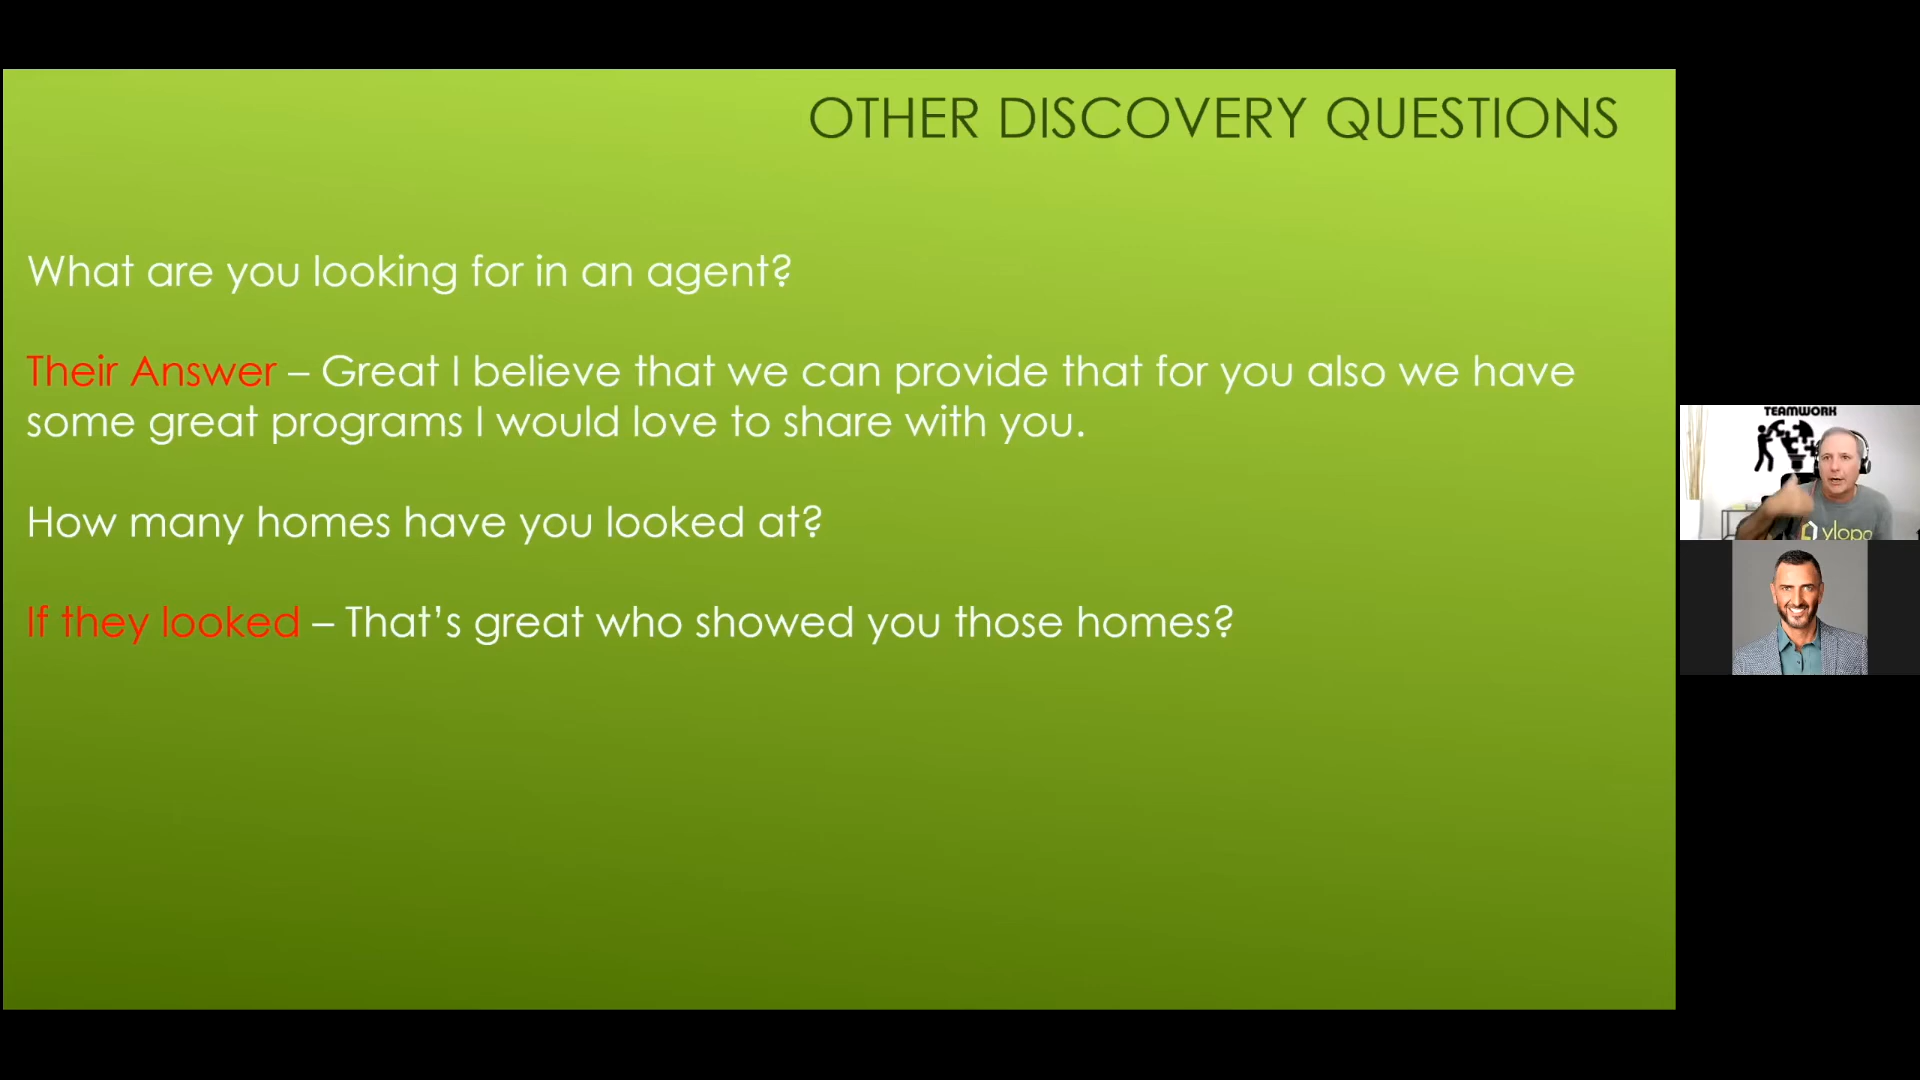 OTHER DISCOVERY QUESTIONS
What are you looking for in an agent?
Their Answer – Great I believe that we can provide that for you also we have
some great programs I would love to share with you.
How many homes have you looked at?
If they looked – That’s great who showed you those homes?
TEAMWORK
ylopo